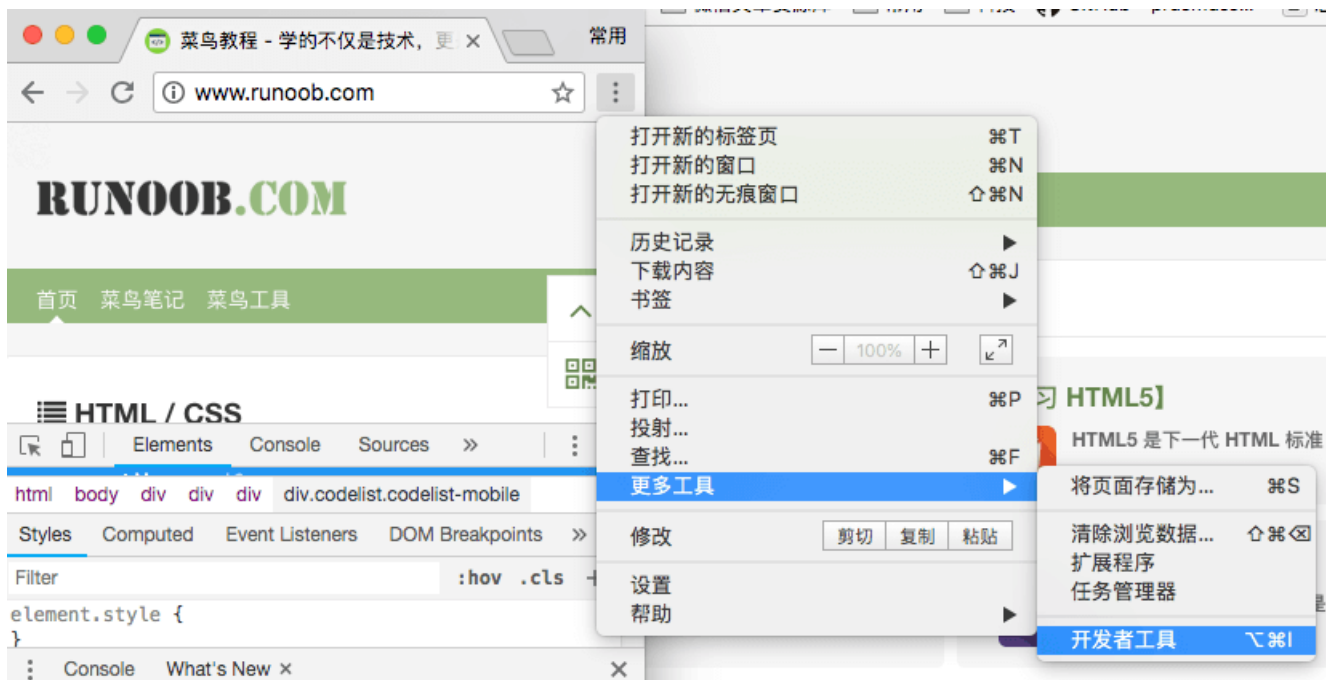 菜鸟教程 - 学的不仅是技术，更
常用
www.runoob.com
RUNOOB.COM
首页 菜鸟笔记 菜鸟工具
HTML / CSS
Elements Console Sources »
html body div div div div.codelist.codelist-mobile
Styles Computed Event Listeners DOM Breakpoints »
Filter :hov .cls +
element.style {
}
Console What's New ×
打开新的标签页 ⌘T
打开新的窗口 ⌘N
打开新的无痕窗口 ⇧⌘N
历史记录 ▶
下载内容 ⇧⌘J
书签 ▶
缩放 — 100% +
打印... ⌘P
投射...
查找... ⌘F
更多工具 ▶
修改 剪切 复制 粘贴
设置
帮助 ▶
习 HTML5】
HTML5 是下一代 HTML 标准
将页面存储为... ⌘S
清除浏览数据... ⇧⌘⌫
扩展程序
任务管理器
开发者工具 ⌥⌘I